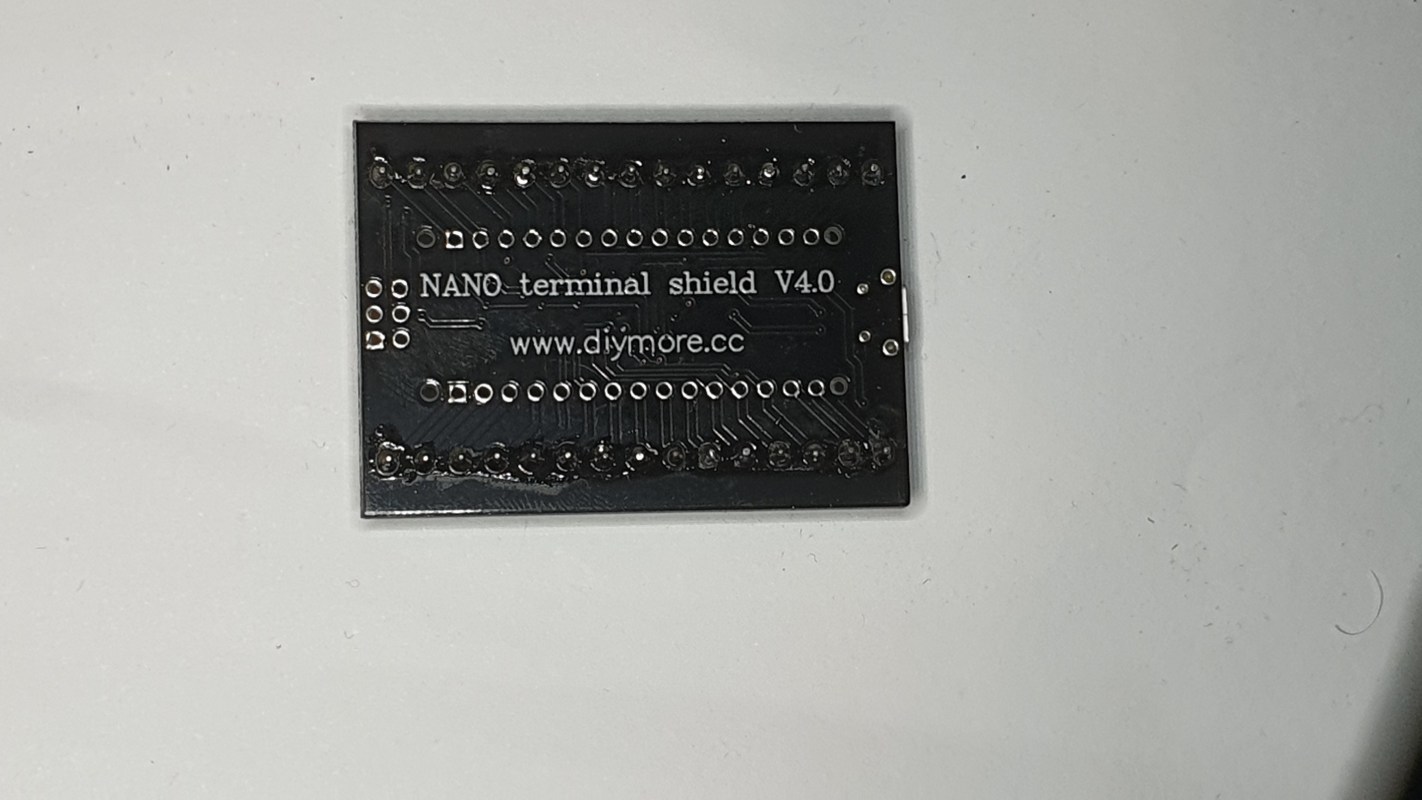 NANO terminal shield V4.0
www.diymore.cc